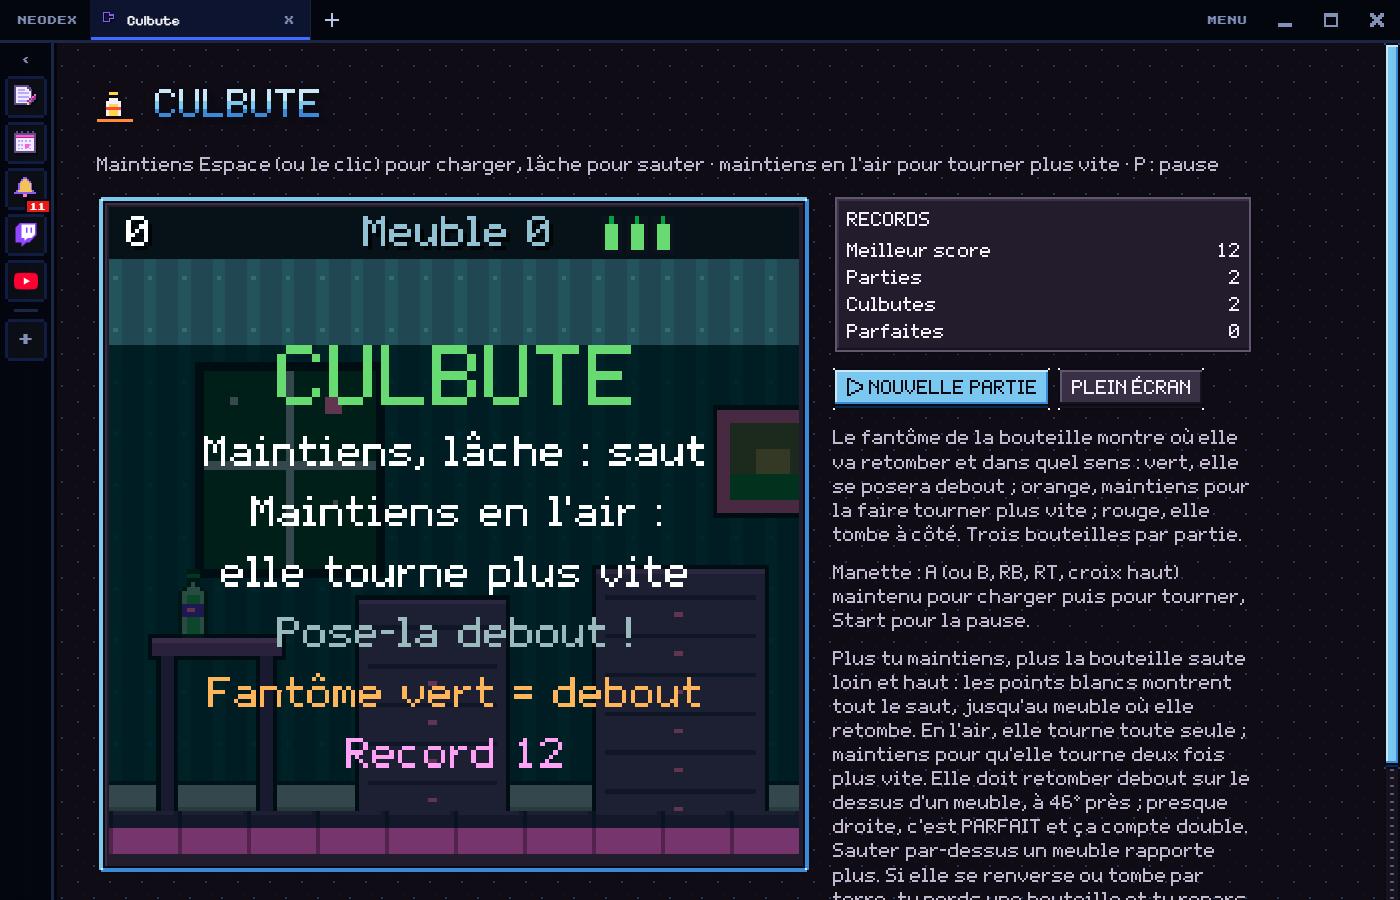 NEODEX
Culbute
MENU
11
CULBUTE
Maintiens Espace (ou le clic) pour charger, lâche pour sauter · maintiens en l'air pour tourner plus vite · P : pause
0
Meuble 0
CULBUTE
Maintiens, lâche : saut
Maintiens en l'air :
elle tourne plus vite
Pose-la debout !
Fantôme vert = debout
Record 12
RECORDS
Meilleur score 12
Parties 2
Culbutes 2
Parfaites 0
NOUVELLE PARTIE
PLEIN ÉCRAN
Le fantôme de la bouteille montre où elle
va retomber et dans quel sens : vert, elle
se posera debout ; orange, maintiens pour
la faire tourner plus vite ; rouge, elle
tombe à côté. Trois bouteilles par partie.
Manette : A (ou B, RB, RT, croix haut)
maintenu pour charger puis pour tourner,
Start pour la pause.
Plus tu maintiens, plus la bouteille saute
loin et haut : les points blancs montrent
tout le saut, jusqu'au meuble où elle
retombe. En l'air, elle tourne toute seule ;
maintiens pour qu'elle tourne deux fois
plus vite. Elle doit retomber debout sur le
dessus d'un meuble, à 46° près ; presque
droite, c'est PARFAIT et ça compte double.
Sauter par-dessus un meuble rapporte
plus. Si elle se renverse ou tombe par
terre, tu perds une bouteille et tu repars